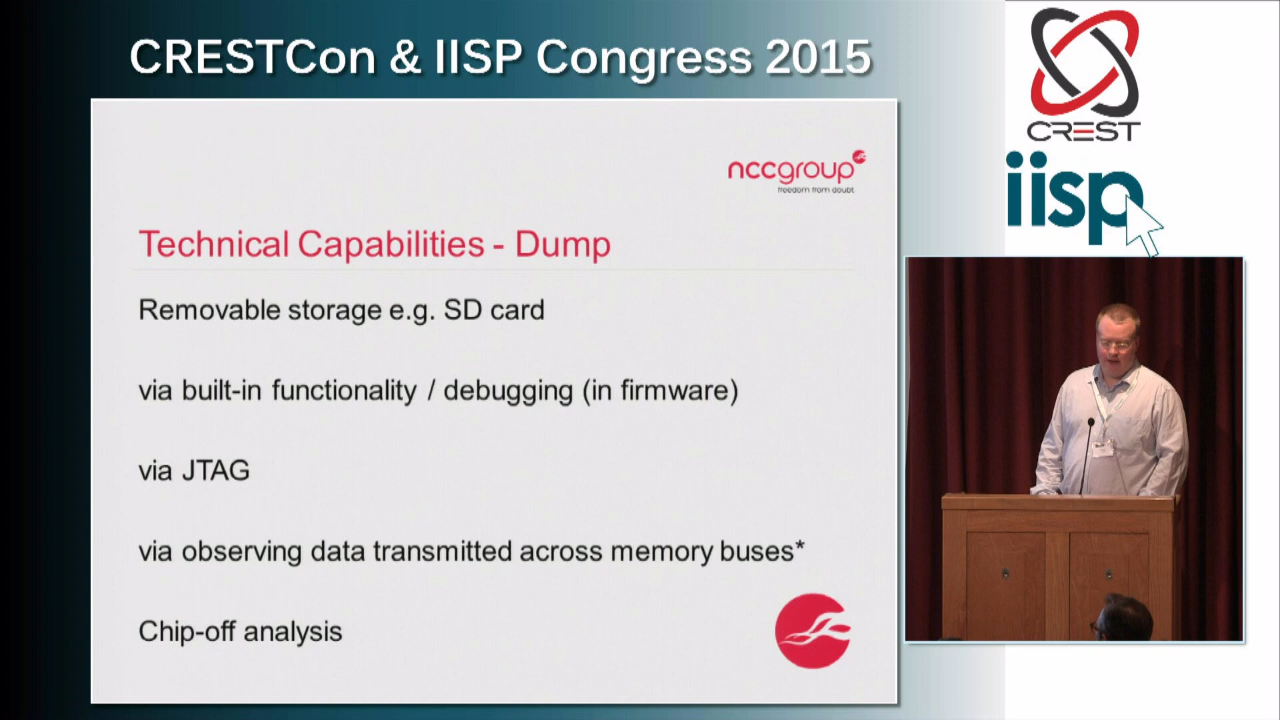 CRESTCon & IISP Congress 2015
CREST
iisp
nccgroup
freedom from doubt
Technical Capabilities - Dump
Removable storage e.g. SD card
via built-in functionality / debugging (in firmware)
via JTAG
via observing data transmitted across memory buses*
Chip-off analysis